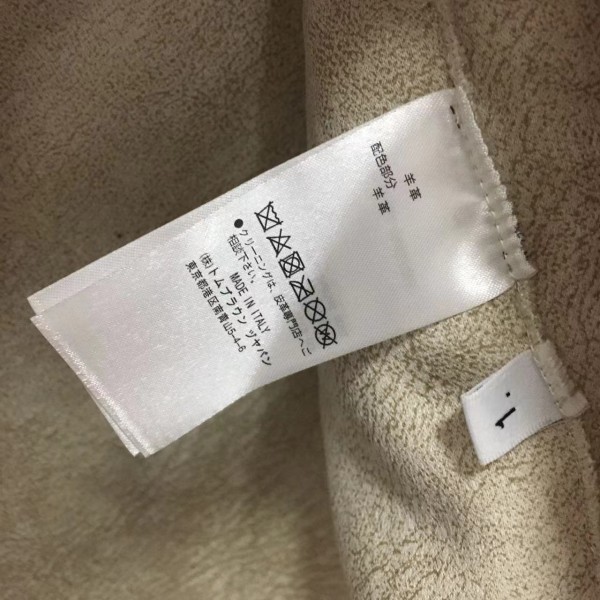 羊革
配色部分
羊革
●クリーニングは、皮革専門店へご
相談下さい。
MADE IN ITALY
(株)トムブラウン ジャパン
東京都港区南青山5-4-6
1.